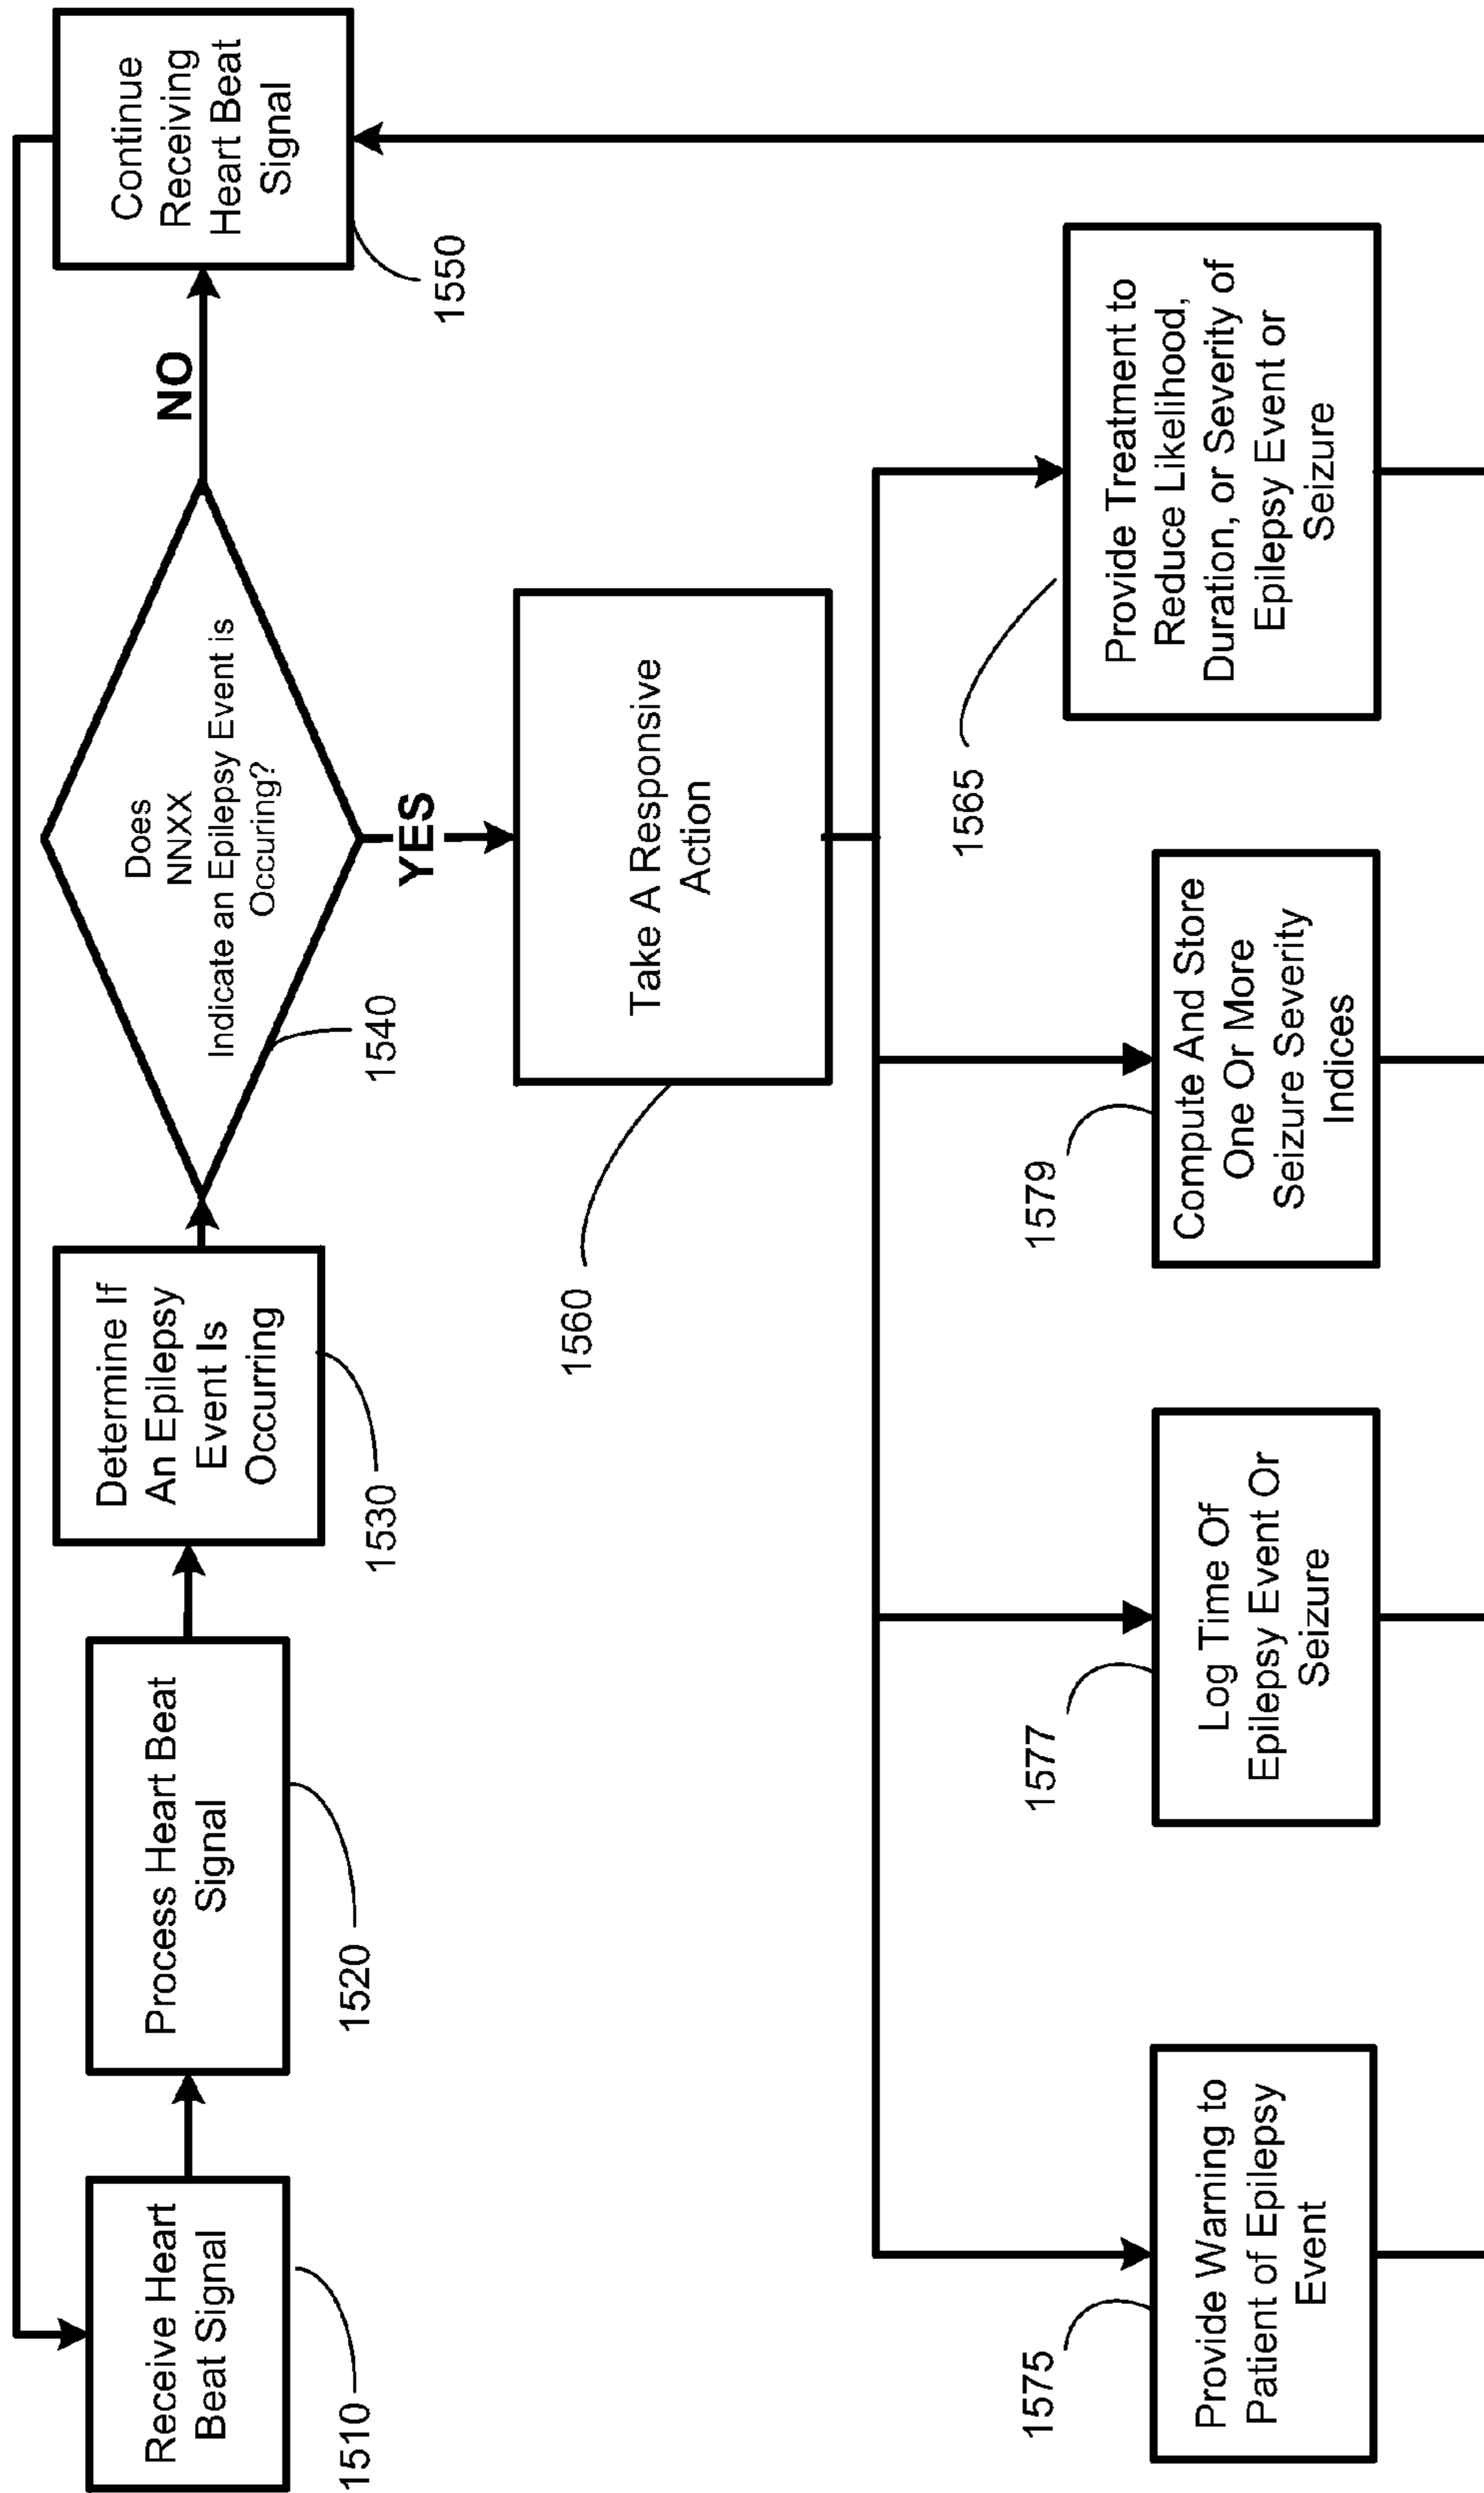 Receive Heart
Beat Signal
1510
Process Heart Beat
Signal
1520
Determine If
An Epilepsy
Event Is
Occurring
1530
Does
NNXX
Indicate an Epilepsy Event is
Occuring?
1540
NO
Continue
Receiving
Heart Beat
Signal
1550
YES
Take A Responsive
Action
1560
Provide Warning to
Patient of Epilepsy
Event
1575
Log Time Of
Epilepsy Event Or
Seizure
1577
Compute And Store
One Or More
Seizure Severity
Indices
1579
Provide Treatment to
Reduce Likelihood,
Duration, or Severity of
Epilepsy Event or
Seizure
1565